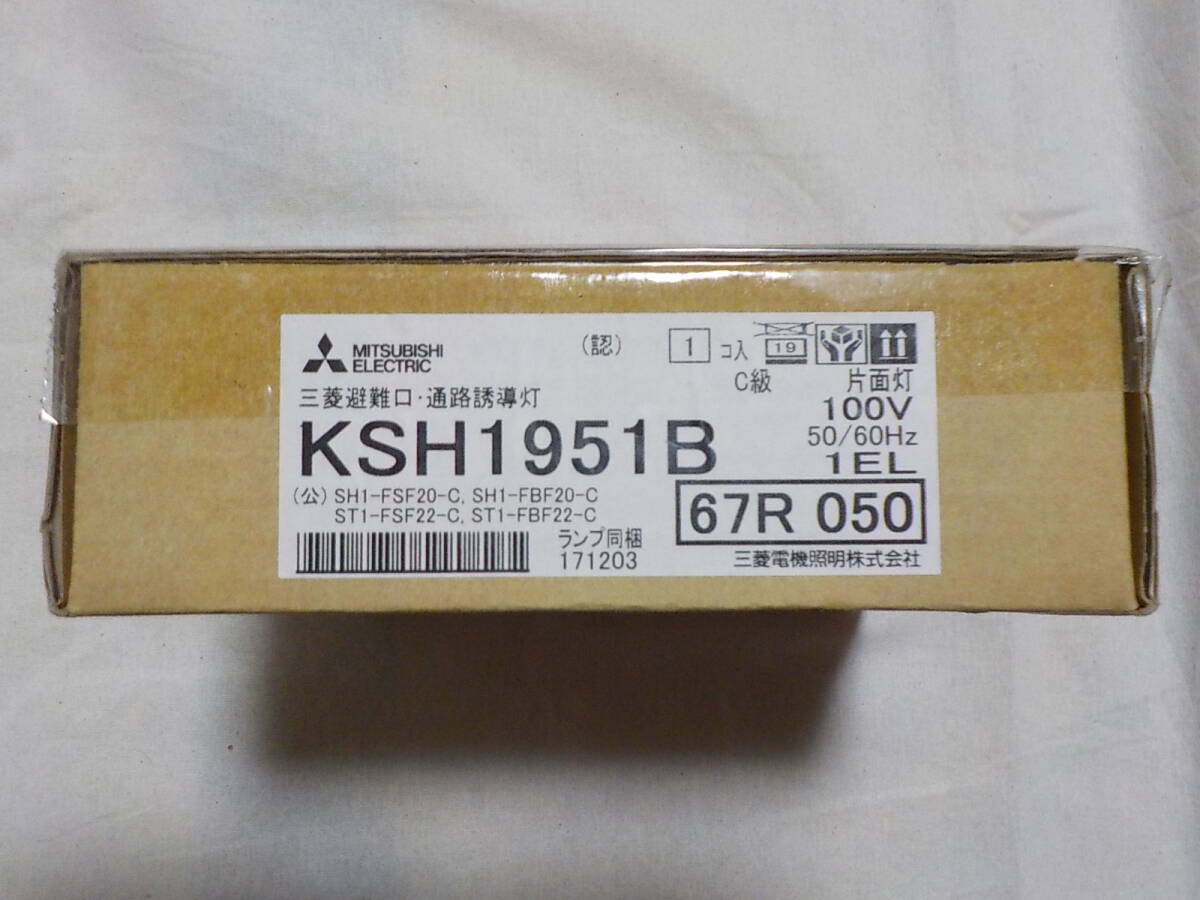 MITSUBISHI
ELECTRIC
(認)
1 コ入
19
三菱避難口・通路誘導灯
C級 片面灯
100V
50/60Hz
1EL
KSH1951B
(公) SH1-FSF20-C, SH1-FBF20-C
ST1-FSF22-C, ST1-FBF22-C
67R 050
ランプ同梱
171203
三菱電機照明株式会社